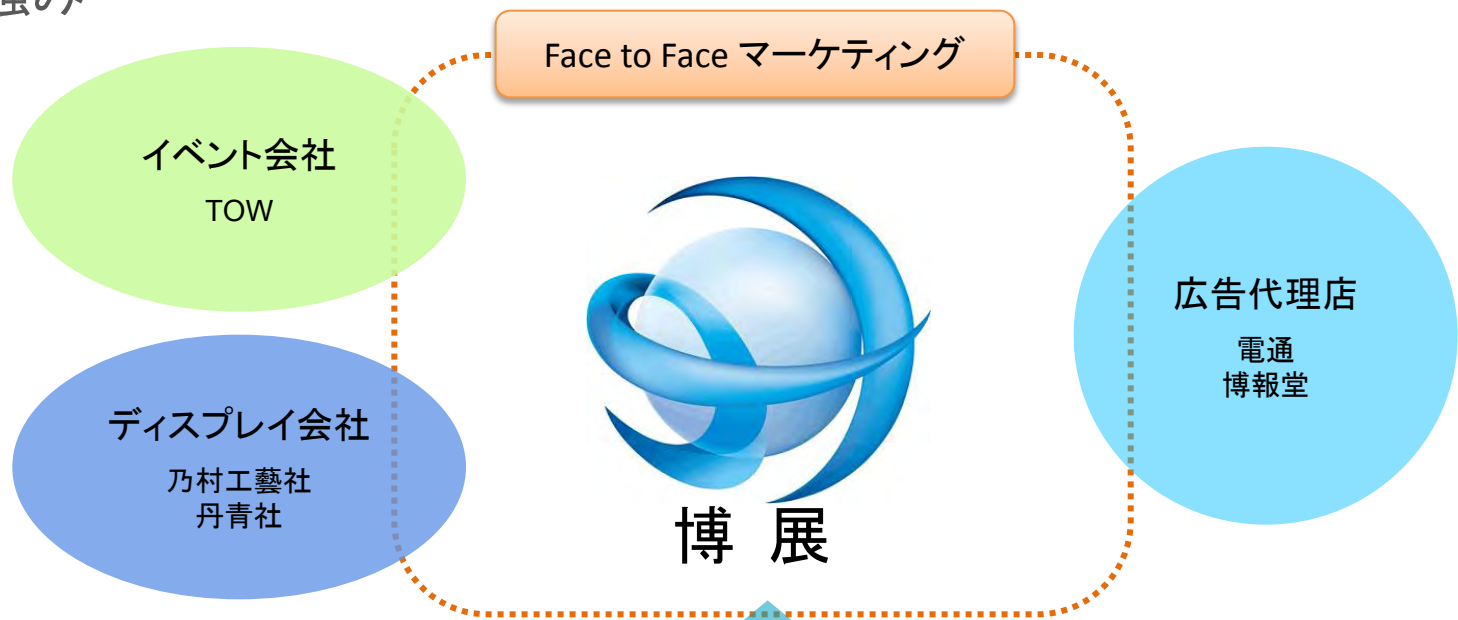 Face to Face マーケティング
イベント会社
TOW
ディスプレイ会社
乃村工藝社
丹青社
広告代理店
電通
博報堂
博 展